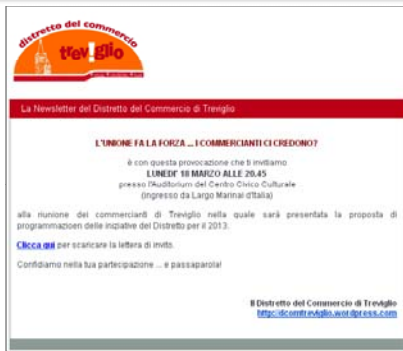 distretto del commercio
trev!glio
La Newsletter del Distretto del Commercio di Treviglio
L'UNIONE FA LA FORZA ... I COMMERCIANTI CI CREDONO?
è con questa provocazione che ti invitiamo
LUNEDI' 18 MARZO ALLE 20.45
presso l'Auditorium del Centro Civico Culturale
(ingresso da Largo Marinai d'Italia)
alla riunione dei commercianti di Treviglio nella quale sarà presentata la proposta di
programmazioen delle iniziative del Distretto per il 2013.
Clicca qui per scaricare la lettera di invito.
Confidiamo nella tua partecipazione ... e passaparola!
Il Distretto del Commercio di Treviglio
http://dcomtreviglio.wordpress.com